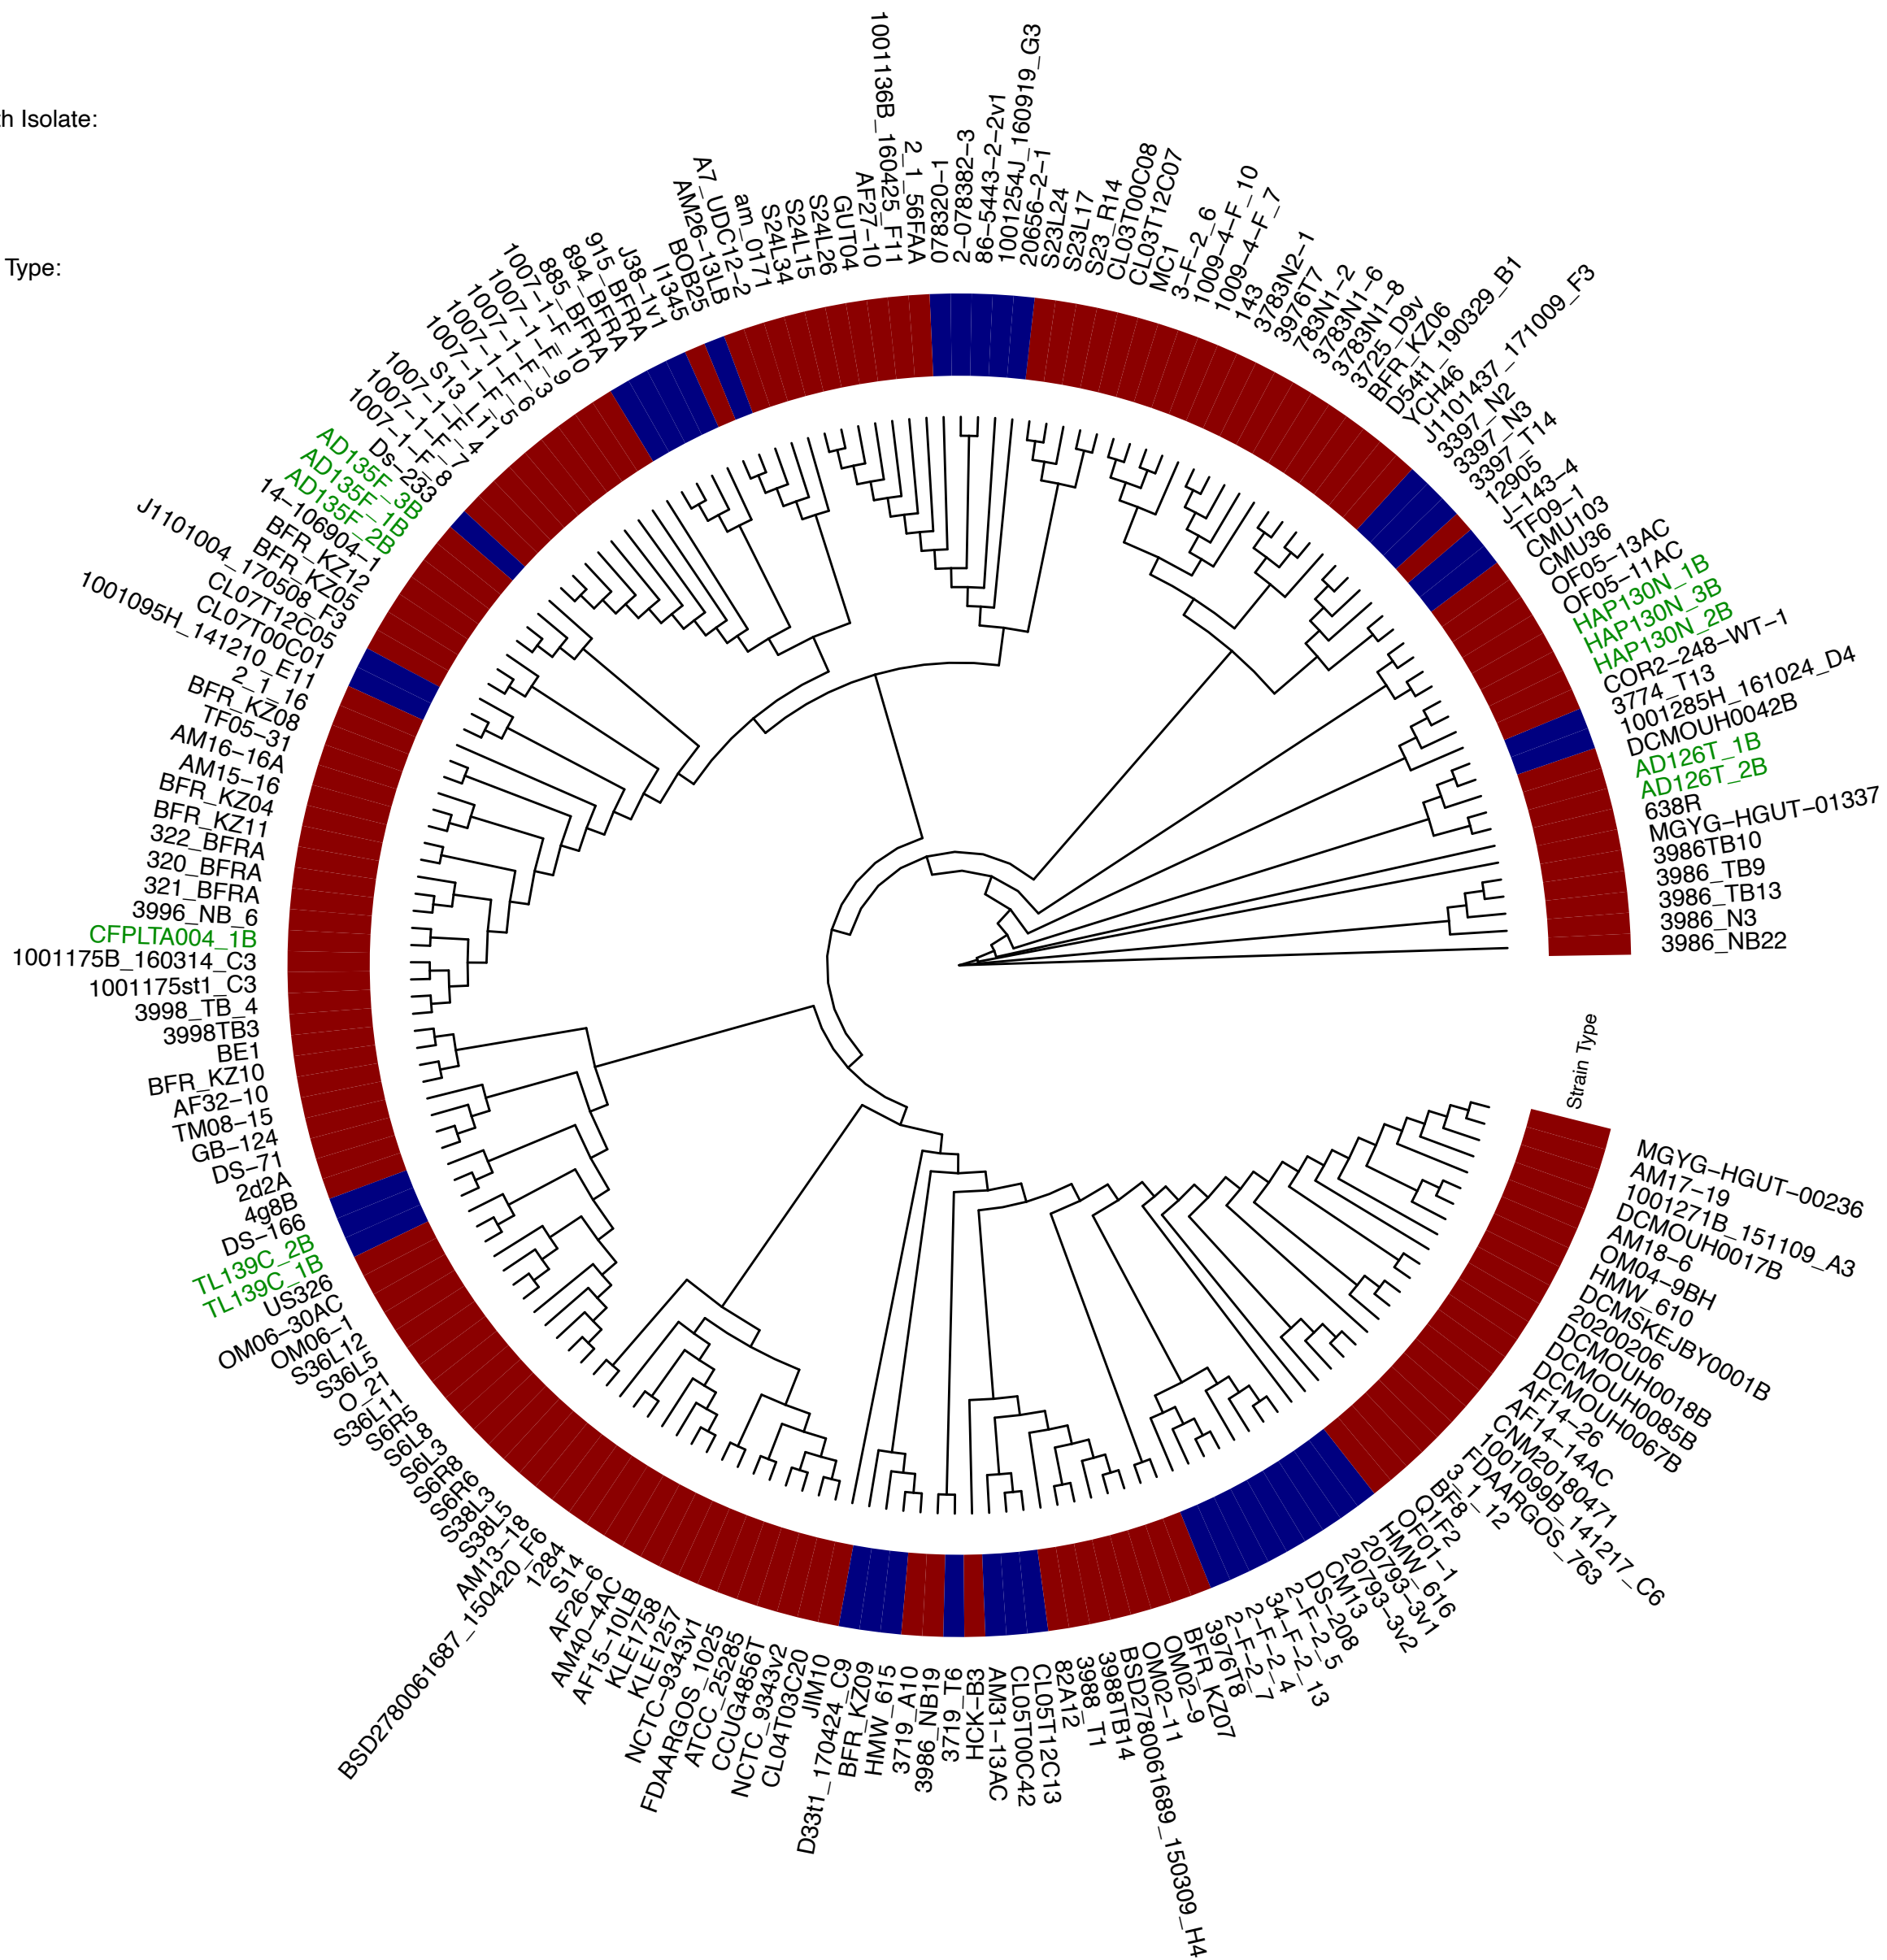 th Isolate:
Type:
1001136B_160425_F11
2_1_56FAA
078320-1
2-078382-3
86-5443-2-2v1
1001254J_160919_G3
20656-2-1
S23L24
S23L17
S23_R14
CL03T00C08
CL03T12C07
MC1
3-F-2_6
1009-4-F_10
1009-4-F_7
143
3783N2-1
3976T7
783N1-2
3783N1-6
3783N1-8
3725_D9v
BFR_KZ06
D54t1_190329_B1
YCH46
J1101437_171009_F3
3397_N2
3397_N3
3397_T14
12905
J-143-4
TF09-1
CMU103
CMU36
OF05-13AC
OF05-11AC
HAP130N_1B
HAP130N_3B
HAP130N_2B
COR2-248-WT-1
3774_T13
1001285H_161024_D4
DCMOUH0042B
AD126T_1B
AD126T_2B
638R
MGYG-HGUT-01337
3986TB10
3986_TB9
3986_TB13
3986_N3
3986_NB22
Strain Type
MGYG-HGUT-00236
AM17-19
1001271B_151109_A3
DCMOUH0017B
AM18-6
OM04-9BH
HMW_610
DCMSKEJBY0001B
20200206
DCMOUH0018B
DCMOUH0085B
DCMOUH0067B
AF14-26
AF14-14AC
CNM20180471
1001099B_141217_C6
FDAARGOS_763
3_1_12
BF8
Q1F2
OF01-1
HMW_616
20793-3v1
20793-3v2
CM13
DS-208
2-F-2_5
34-F-2_13
2-F-2_4
2-F-2_7
3976T8
BFR_KZ07
OM02-9
OM02-11
BSD2780061689_150309_H4
3988TB14
3988_T1
82A12
CL05T12C13
CL05T00C42
AM31-13AC
HCK-B3
3719_T6
3986_NB19
3719_A10
HMW_615
BFR_KZ09
D33t1_170424_C9
JIM10
CL04T03C20
NCTC_9343v2
CCUG4856T
ATCC_25285
FDAARGOS_1025
NCTC-9343v1
KLE1257
KLE1758
AF15-10LB
AM40-4AC
AF26-6
S14
1284
BSD2780061687_150420_F6
AM13-18
S38L5
S38L3
S6R6
S6R8
S6L3
S6L8
S6R5
S36L11
O_21
S36L5
S36L12
OM06-1
OM06-30AC
US326
TL139C_1B
TL139C_2B
DS-166
4g8B
2d2A
DS-71
GB-124
TM08-15
AF32-10
BFR_KZ10
BE1
3998TB3
3998_TB_4
1001175st1_C3
1001175B_160314_C3
CFPLTA004_1B
3996_NB_6
321_BFRA
320_BFRA
322_BFRA
BFR_KZ11
BFR_KZ04
AM15-16
AM16-16A
TF05-31
BFR_KZ08
2_1_16
1001095H_141210_E11
CL07T00C01
CL07T12C05
J1101004_170508_F3
BFR_KZ05
BFR_KZ12
14-106904-1
AD135F_2B
AD135F_1B
AD135F_3B
Ds-233
1007-1-F_8
1007-1-F_7
1007-1-F_4
S13_L11
1007-1-F_5
1007-1-F_6
1007-1-F_3
1007-1-F_9
1007-1-F_10
885_BFRA
894_BFRA
915_BFRA
J38-1v1
I1345
BOB25
AM26-13LB
A7_UDC12-2
am_0171
S24L34
S24L15
S24L26
GUT04
AF27-10